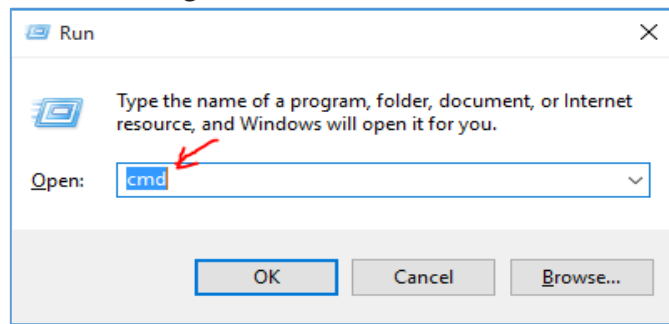 Run
Type the name of a program, folder, document, or Internet
resource, and Windows will open it for you.
Open: cmd
OK Cancel Browse...